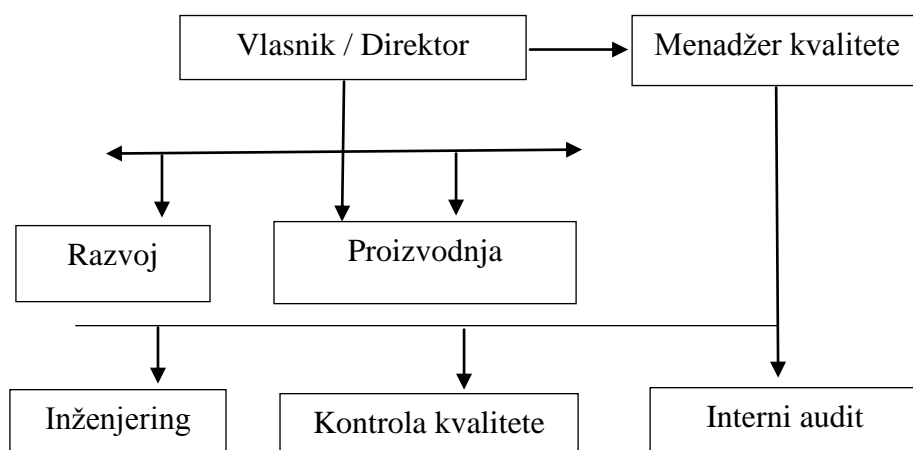 Vlasnik / Direktor
Menadžer kvalitete
Razvoj
Proizvodnja
Inženjering
Kontrola kvalitete
Interni audit